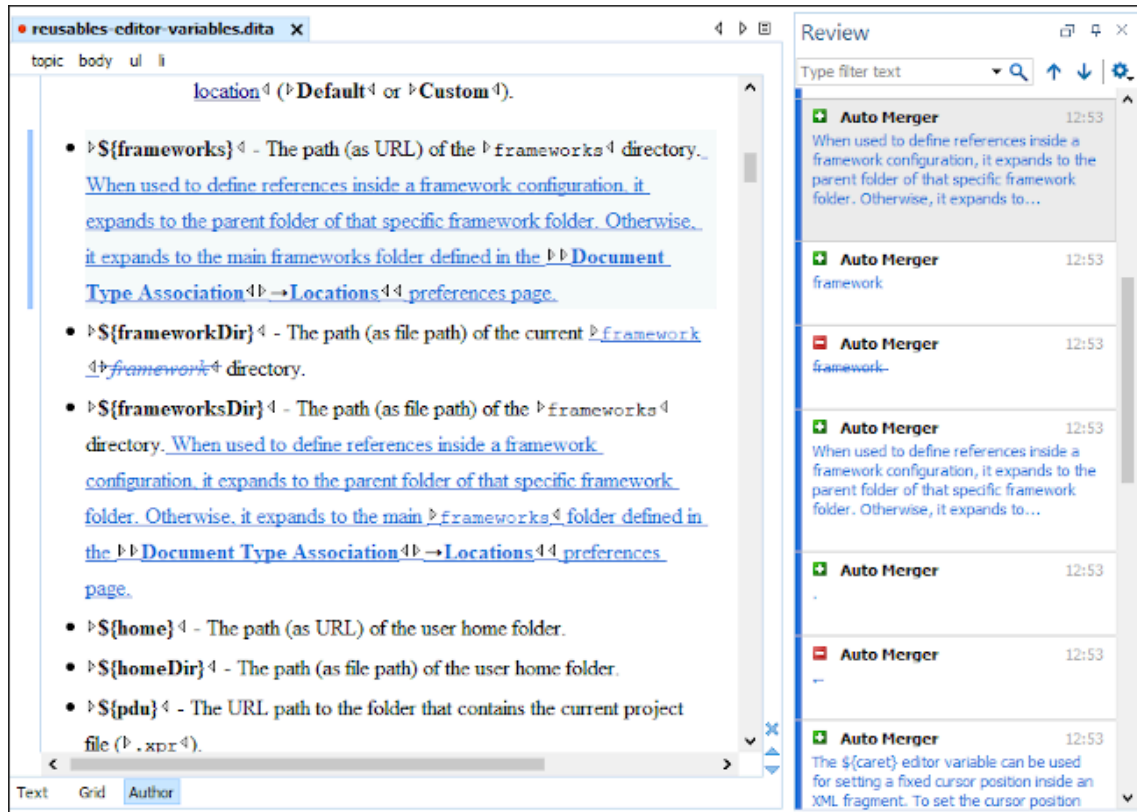 reusables-editor-variables.dita
topic body ul li
location (Default or Custom).
${frameworks} - The path (as URL) of the frameworks directory.
When used to define references inside a framework configuration, it
expands to the parent folder of that specific framework folder. Otherwise,
it expands to the main frameworks folder defined in the Document
Type Association → Locations preferences page.
${frameworkDir} - The path (as file path) of the current framework
framework directory.
${frameworksDir} - The path (as file path) of the frameworks
directory. When used to define references inside a framework
configuration, it expands to the parent folder of that specific framework
folder. Otherwise, it expands to the main frameworks folder defined in
the Document Type Association → Locations preferences
page.
${home} - The path (as URL) of the user home folder.
${homeDir} - The path (as file path) of the user home folder.
${pdu} - The URL path to the folder that contains the current project
file (.xpr).
Text Grid Author
Review
Type filter text
Auto Merger 12:53
When used to define references inside a
framework configuration, it expands to the
parent folder of that specific framework
folder. Otherwise, it expands to...
Auto Merger 12:53
framework
Auto Merger 12:53
framework
Auto Merger 12:53
When used to define references inside a
framework configuration, it expands to the
parent folder of that specific framework
folder. Otherwise, it expands to...
Auto Merger 12:53
.
Auto Merger 12:53
Auto Merger 12:53
The ${caret} editor variable can be used
for setting a fixed cursor position inside an
XML fragment. To set the cursor position